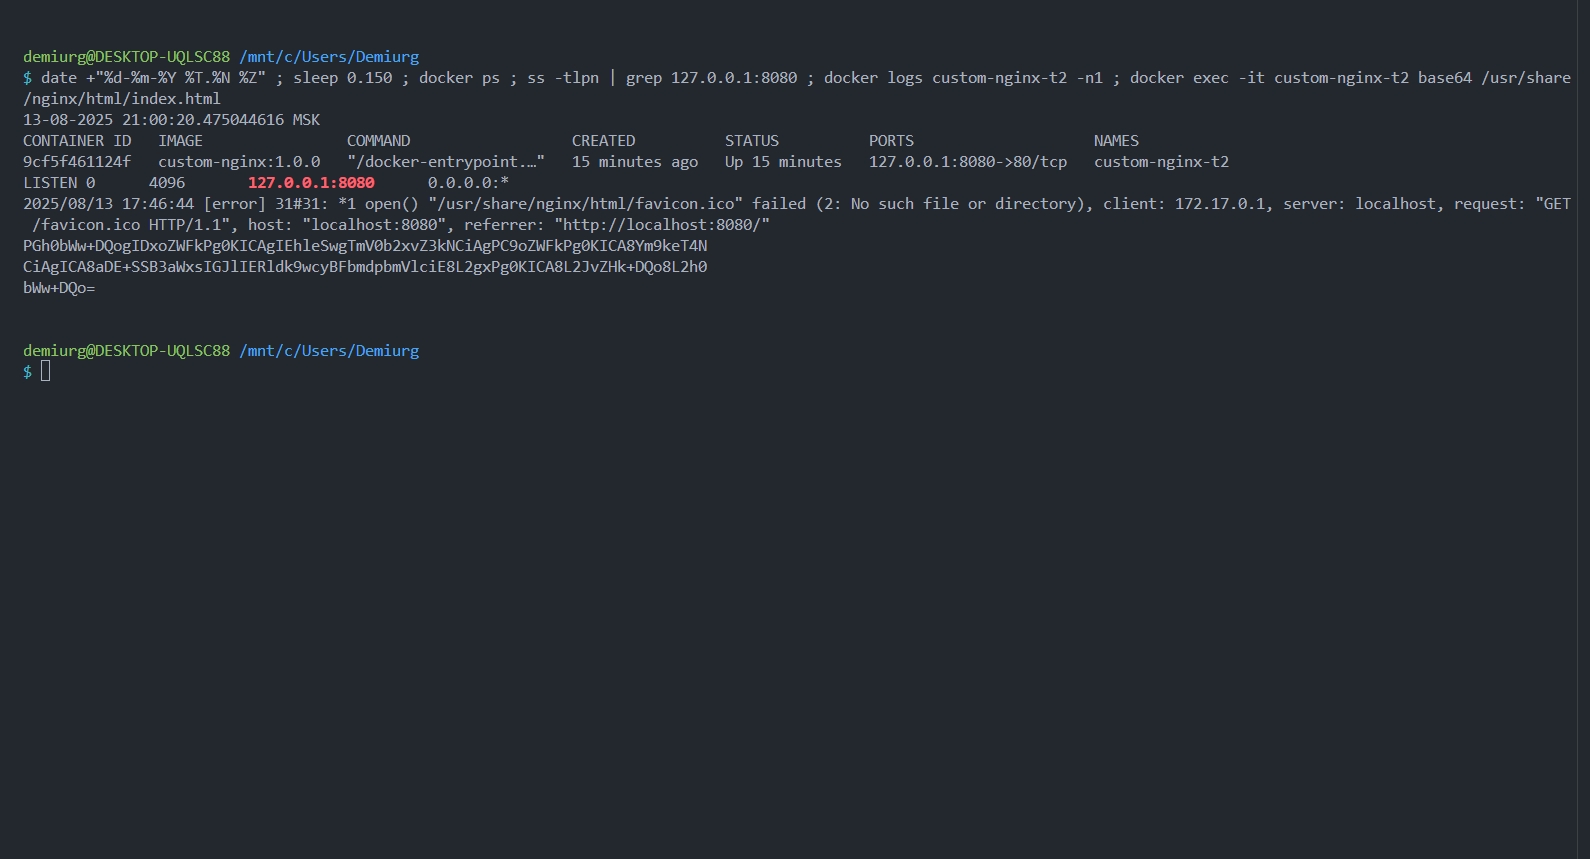 demiurg@DESKTOP-UQLSC88 /mnt/c/Users/Demiurg
$ date +"%d-%m-%Y %T.%N %Z" ; sleep 0.150 ; docker ps ; ss -tlpn | grep 127.0.0.1:8080 ; docker logs custom-nginx-t2 -n1 ; docker exec -it custom-nginx-t2 base64 /usr/share
/nginx/html/index.html
13-08-2025 21:00:20.475044616 MSK
CONTAINER ID   IMAGE                COMMAND                  CREATED          STATUS          PORTS                    NAMES
9cf5f461124f   custom-nginx:1.0.0   "/docker-entrypoint.…"   15 minutes ago   Up 15 minutes   127.0.0.1:8080->80/tcp   custom-nginx-t2
LISTEN 0      4096       127.0.0.1:8080      0.0.0.0:*
2025/08/13 17:46:44 [error] 31#31: *1 open() "/usr/share/nginx/html/favicon.ico" failed (2: No such file or directory), client: 172.17.0.1, server: localhost, request: "GET
 /favicon.ico HTTP/1.1", host: "localhost:8080", referrer: "http://localhost:8080/"
PGh0bWw+DQogIDxoZWFkPg0KICAgIEhleSwgTmV0b2xvZ3kNCiAgPC9oZWFkPg0KICA8Ym9keT4N
CiAgICA8aDE+SSB3aWxsIGJlIERldk9wcyBFbmdpbmVlciE8L2gxPg0KICA8L2JvZHk+DQo8L2h0
bWw+DQo=
demiurg@DESKTOP-UQLSC88 /mnt/c/Users/Demiurg
$